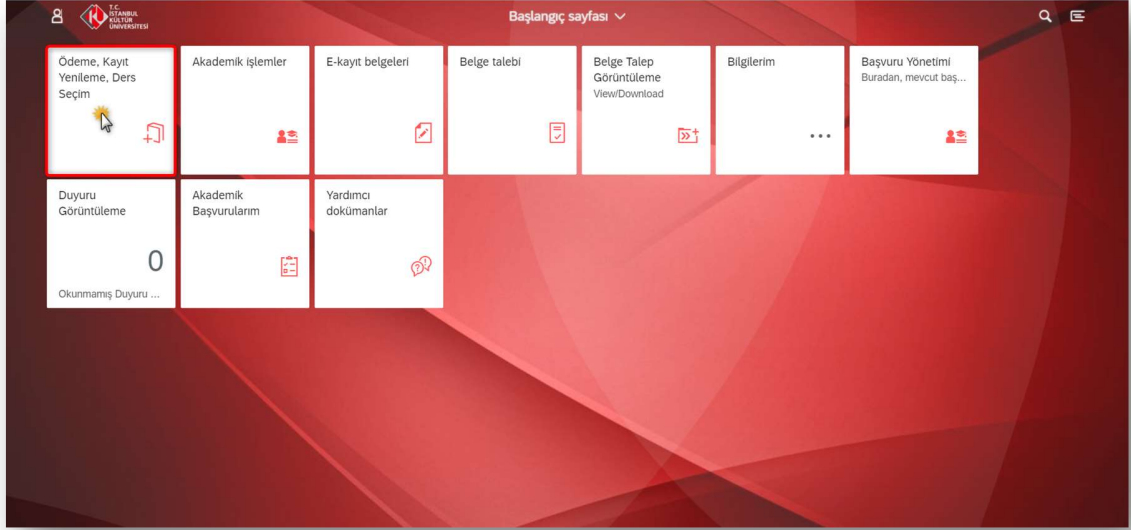 T.C.
İSTANBUL
KÜLTÜR
ÜNİVERSİTESİ
Başlangıç sayfası
Ödeme, Kayıt
Yenileme, Ders
Seçim
Akademik işlemler
E-kayıt belgeleri
Belge talebi
Belge Talep
Görüntüleme
View/Download
Bilgilerim
Başvuru Yönetimi
Buradan, mevcut baş...
Duyuru
Görüntüleme
0
Okunmamış Duyuru ...
Akademik
Başvurularım
Yardımcı
dokümanlar